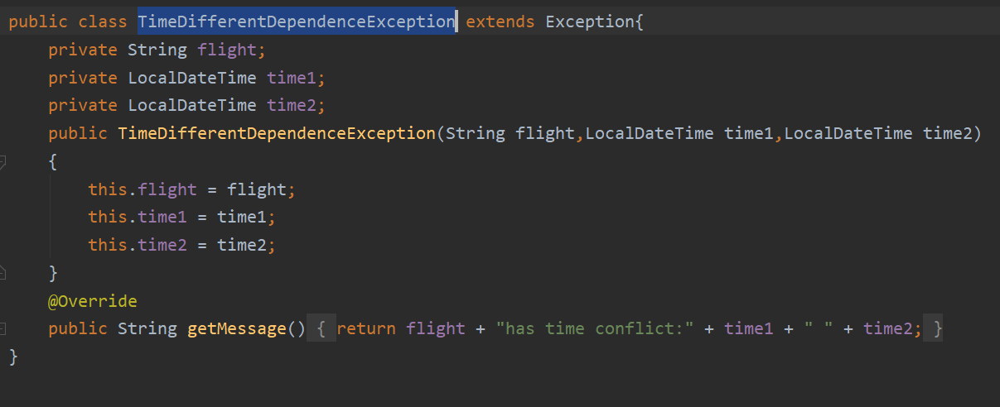 public class TimeDifferentDependenceException extends Exception{
    private String flight;
    private LocalDateTime time1;
    private LocalDateTime time2;
    public TimeDifferentDependenceException(String flight,LocalDateTime time1,LocalDateTime time2)
    {
        this.flight = flight;
        this.time1 = time1;
        this.time2 = time2;
    }
    @Override
    public String getMessage() { return flight + "has time conflict:" + time1 + " " + time2; }
}